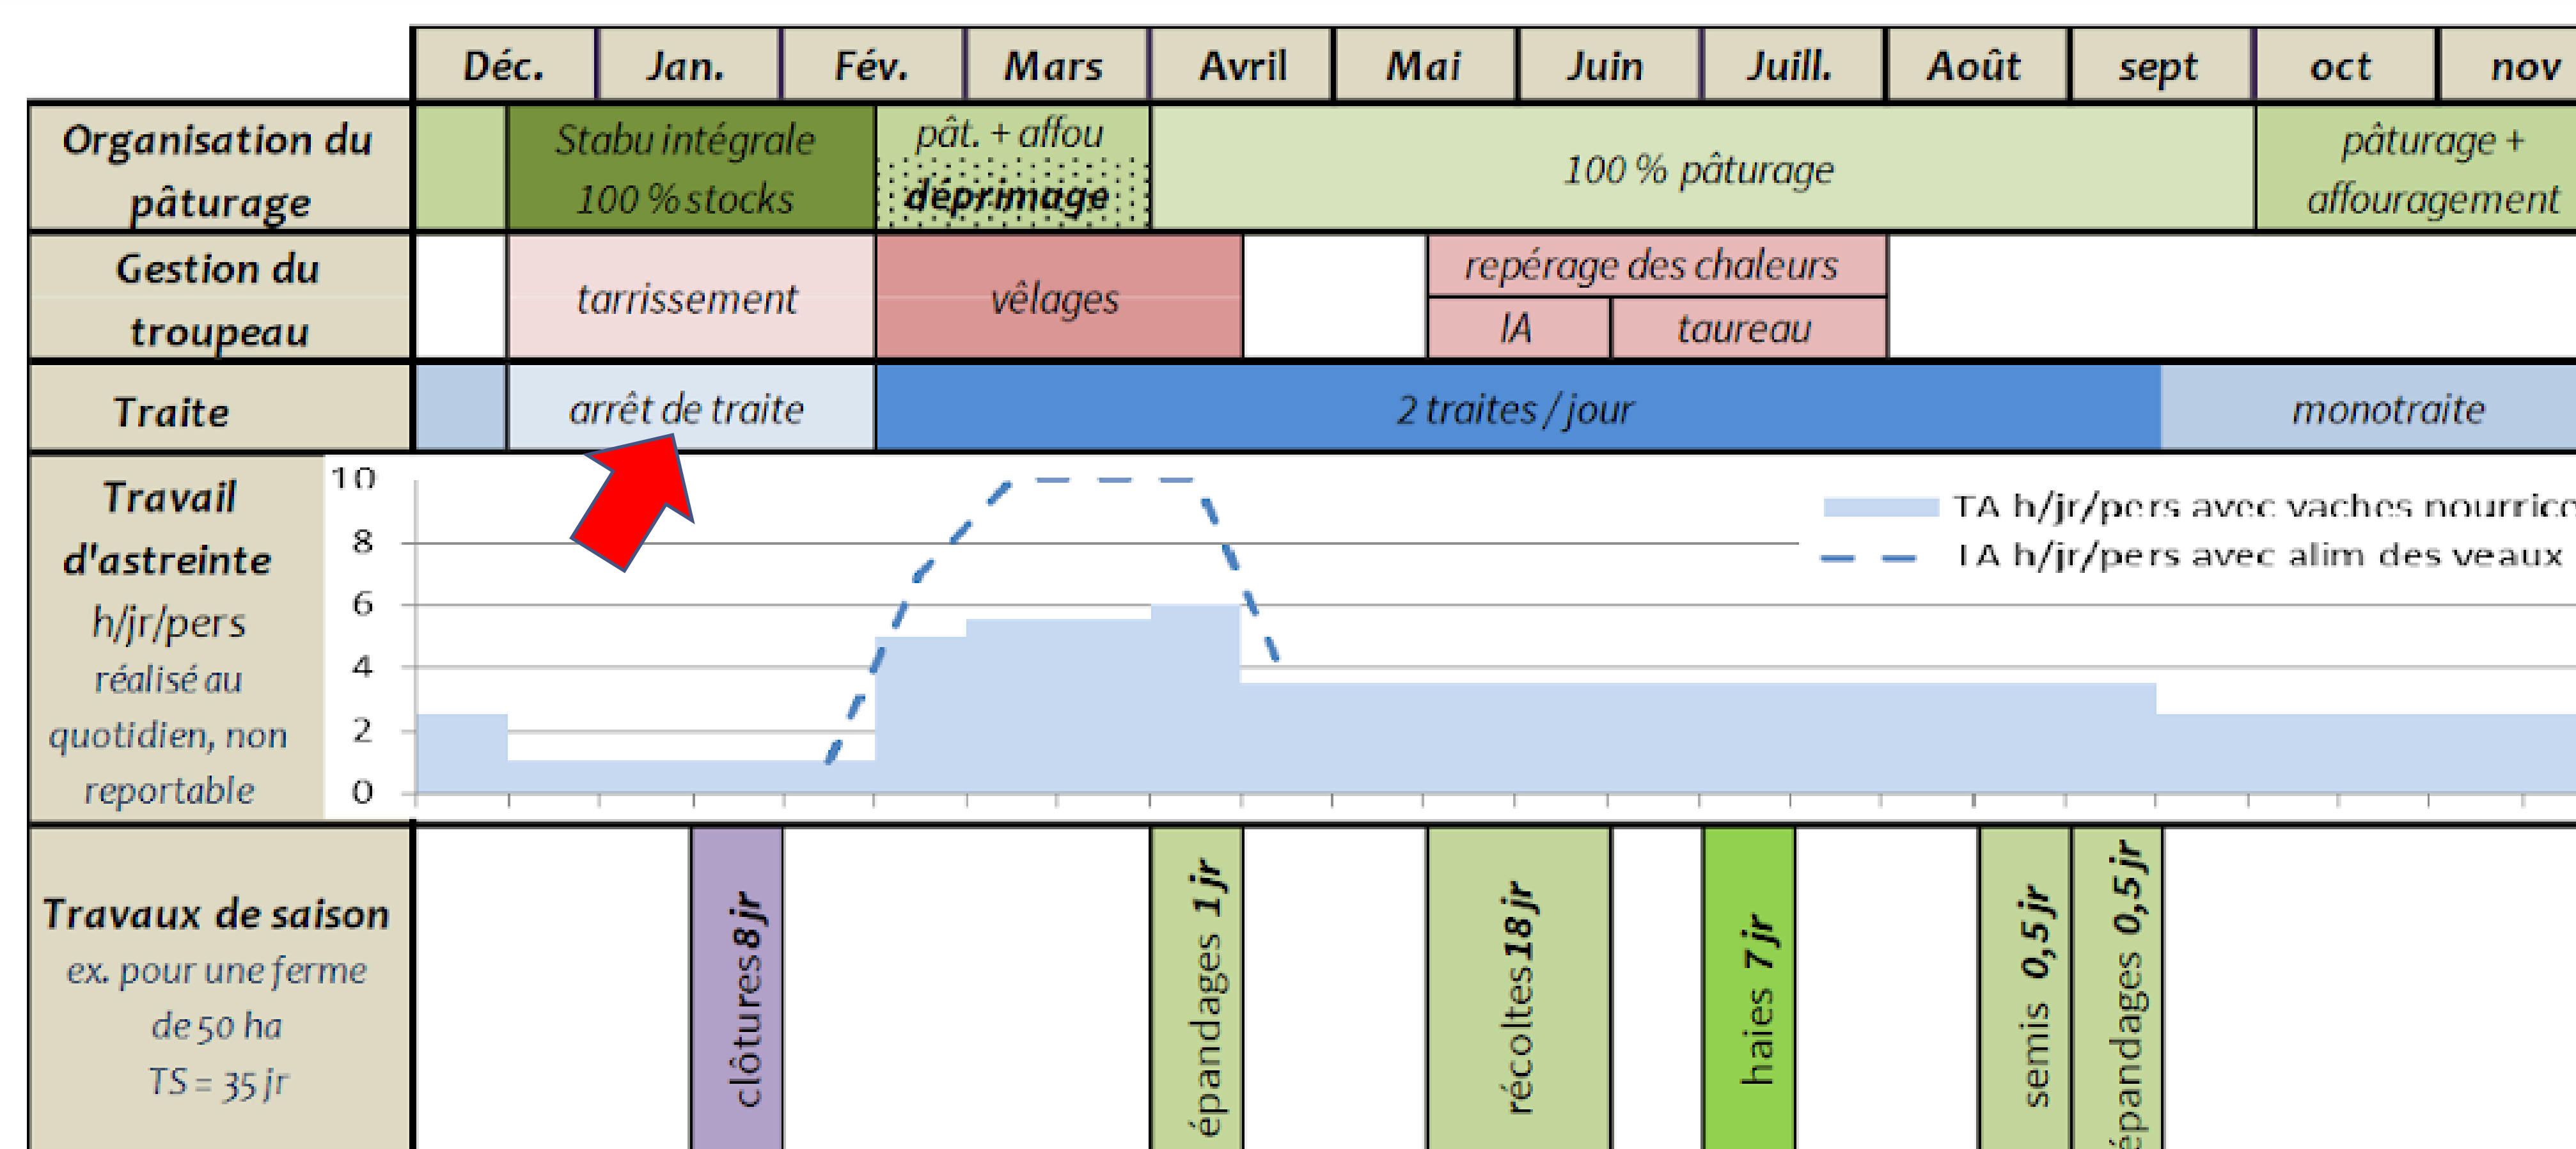 Déc. Jan. Fév. Mars Avril Mai Juin Juill. Août sept oct nov
Organisation du
pâturage
Stabu intégrale
100 % stocks
pât. + affou
déprimage
100 % pâturage
pâturage +
affouragement
Gestion du
troupeau
tarrissement
vêlages
repérage des chaleurs
IA
taureau
Traite
arrêt de traite
2 traites / jour
monotraite
Travail
d'astreinte
h/jr/pers
réalisé au
quotidien, non
reportable
10
8
6
4
2
0
TA h/jr/pers avec vaches
TA h/jr/pers avec alim des veaux
Travaux de saison
ex. pour une ferme
de 50 ha
TS = 35 jr
clôtures 8 jr
épandages 1 jr
récoltes 18 jr
haies 7 jr
semis 0,5 jr
épandages 0,5 jr